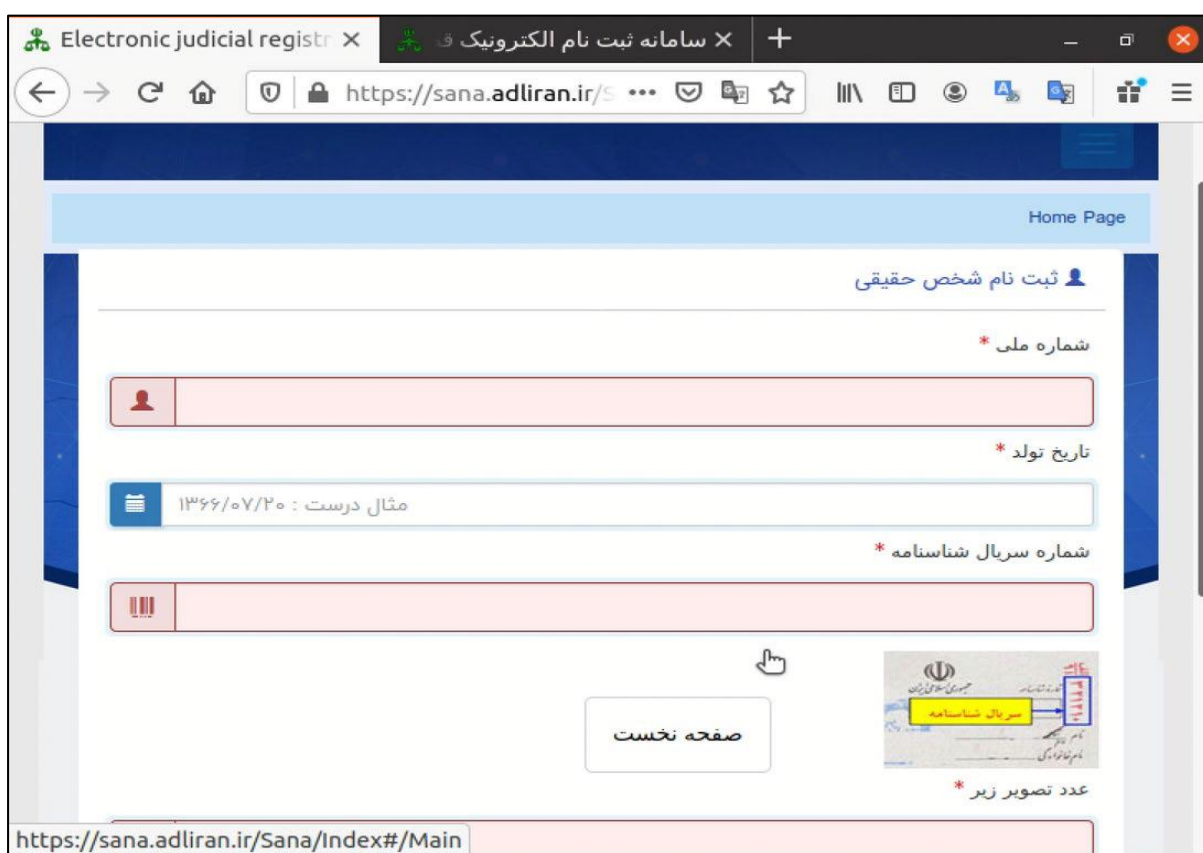 Electronic judicial registr
سامانه ثبت نام الکترونیک ق
https://sana.adliran.ir/S
Home Page
ثبت نام شخص حقیقی
شماره ملی *
تاریخ تولد *
مثال درست : ۱۳۶۶/۰۷/۲۰
شماره سریال شناسنامه *
سریال شناسنامه
صفحه نخست
عدد تصویر زیر *
https://sana.adliran.ir/Sana/Index#/Main